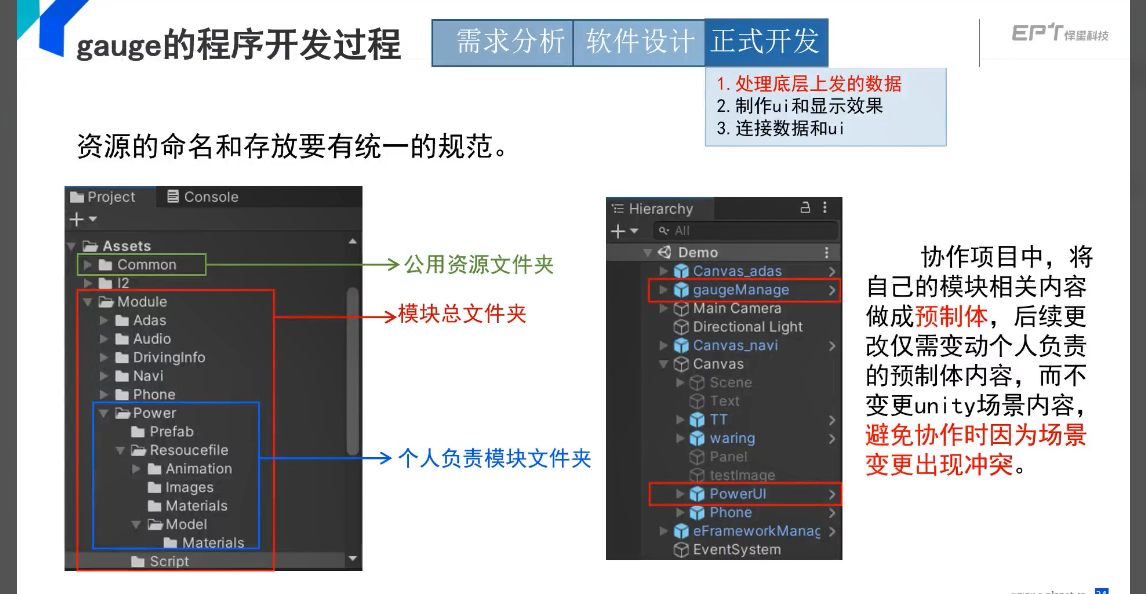 gauge的程序开发过程
需求分析
软件设计
正式开发
EPT 悍星科技
1. 处理底层上发的数据
2. 制作ui和显示效果
3. 连接数据和ui
资源的命名和存放要有统一的规范。
Project
Console
Assets
Common
I2
Module
Adas
Audio
DrivingInfo
Navi
Phone
Power
Prefab
Resoucefile
Animation
Images
Materials
Model
Materials
Script
公用资源文件夹
模块总文件夹
个人负责模块文件夹
Hierarchy
All
Demo
Canvas_adas
gaugeManage
Main Camera
Directional Light
Canvas_navi
Canvas
Scene
Text
TT
waring
Panel
testImage
PowerUI
Phone
eFrameworkManag
EventSystem
协作项目中，将
自己的模块相关内容
做成预制体，后续更
改仅需变动个人负责
的预制体内容，而不
变更unity场景内容，
避免协作时因为场景
变更出现冲突。